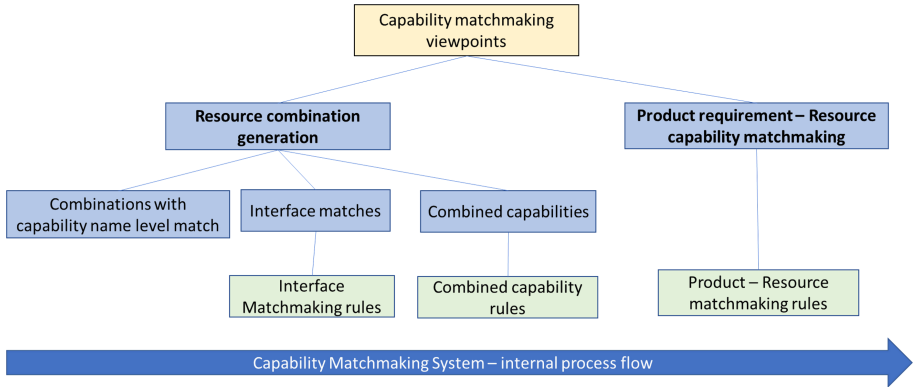 Capability matchmaking
viewpoints
Resource combination
generation
Product requirement – Resource
capability matchmaking
Combinations with
capability name level match
Interface matches
Combined capabilities
Interface
Matchmaking rules
Combined capability
rules
Product – Resource
matchmaking rules
Capability Matchmaking System – internal process flow